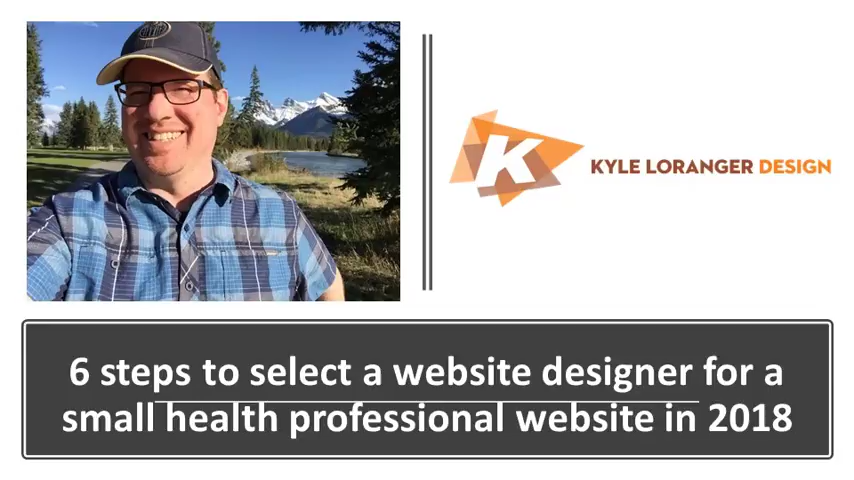 K
KYLE LORANGER DESIGN
6 steps to select a website designer for a
small health professional website in 2018